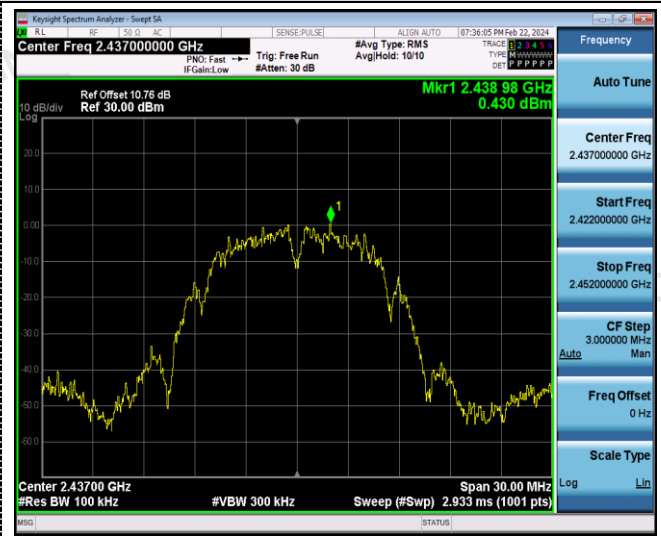 Keysight Spectrum Analyzer - Swept SA
RL RF 50 Ω AC SENSE:PULSE ALIGN AUTO 07:36:05 PM Feb 22, 2024
Center Freq 2.437000000 GHz
PNO: Fast
IFGain:Low
Trig: Free Run
#Atten: 30 dB
#Avg Type: RMS
Avg|Hold: 10/10
TRACE 1 2 3 4 5 6
TYPE M W W W W W
DET P P P P P P
Ref Offset 10.76 dB
10 dB/div Ref 30.00 dBm
Log
Mkr1 2.438 98 GHz
0.430 dBm
20.0
10.0
0.00
-10.0
-20.0
-30.0
-40.0
-50.0
-60.0
1
Center 2.43700 GHz
Span 30.00 MHz
#Res BW 100 kHz
#VBW 300 kHz
Sweep (#Swp) 2.933 ms (1001 pts)
MSG
STATUS
Frequency
Auto Tune
Center Freq
2.437000000 GHz
Start Freq
2.422000000 GHz
Stop Freq
2.452000000 GHz
CF Step
3.000000 MHz
Auto Man
Freq Offset
0 Hz
Scale Type
Log Lin